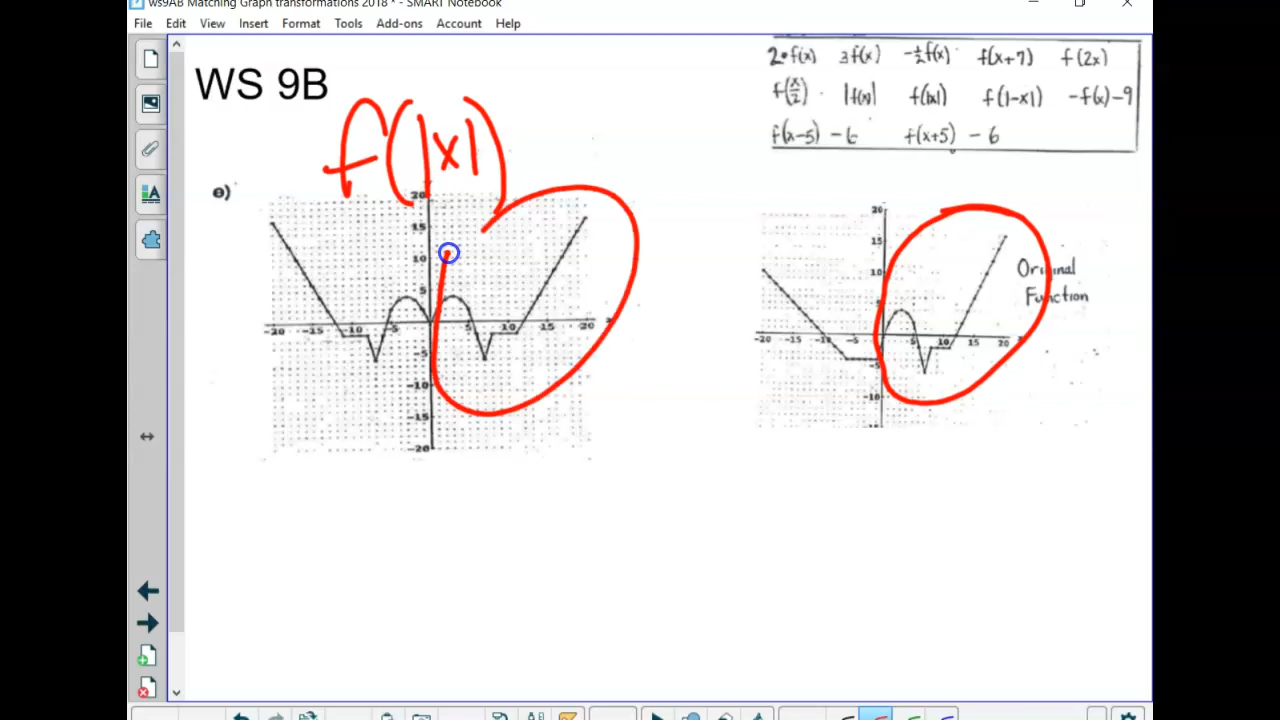 ws9AB Matching Graph transformations 2018 * - SMART Notebook
File Edit View Insert Format Tools Add-ons Account Help
WS 9B
2•f(x) 3f(x) -½f(x) f(x+7) f(2x)
f(x/2) |f(x)| f(|x|) f(1-x1) -f(x)-9
f(x-5) -6 f(x+5) -6
f(|x|)
e)
20
15
10
5
-20 -15 -10 -5 5 10 15 20
-5
-10
-15
-20
20
15
10
5
-20 -15 -10 -5 5 10 15 20
-5
-10
Original
Function